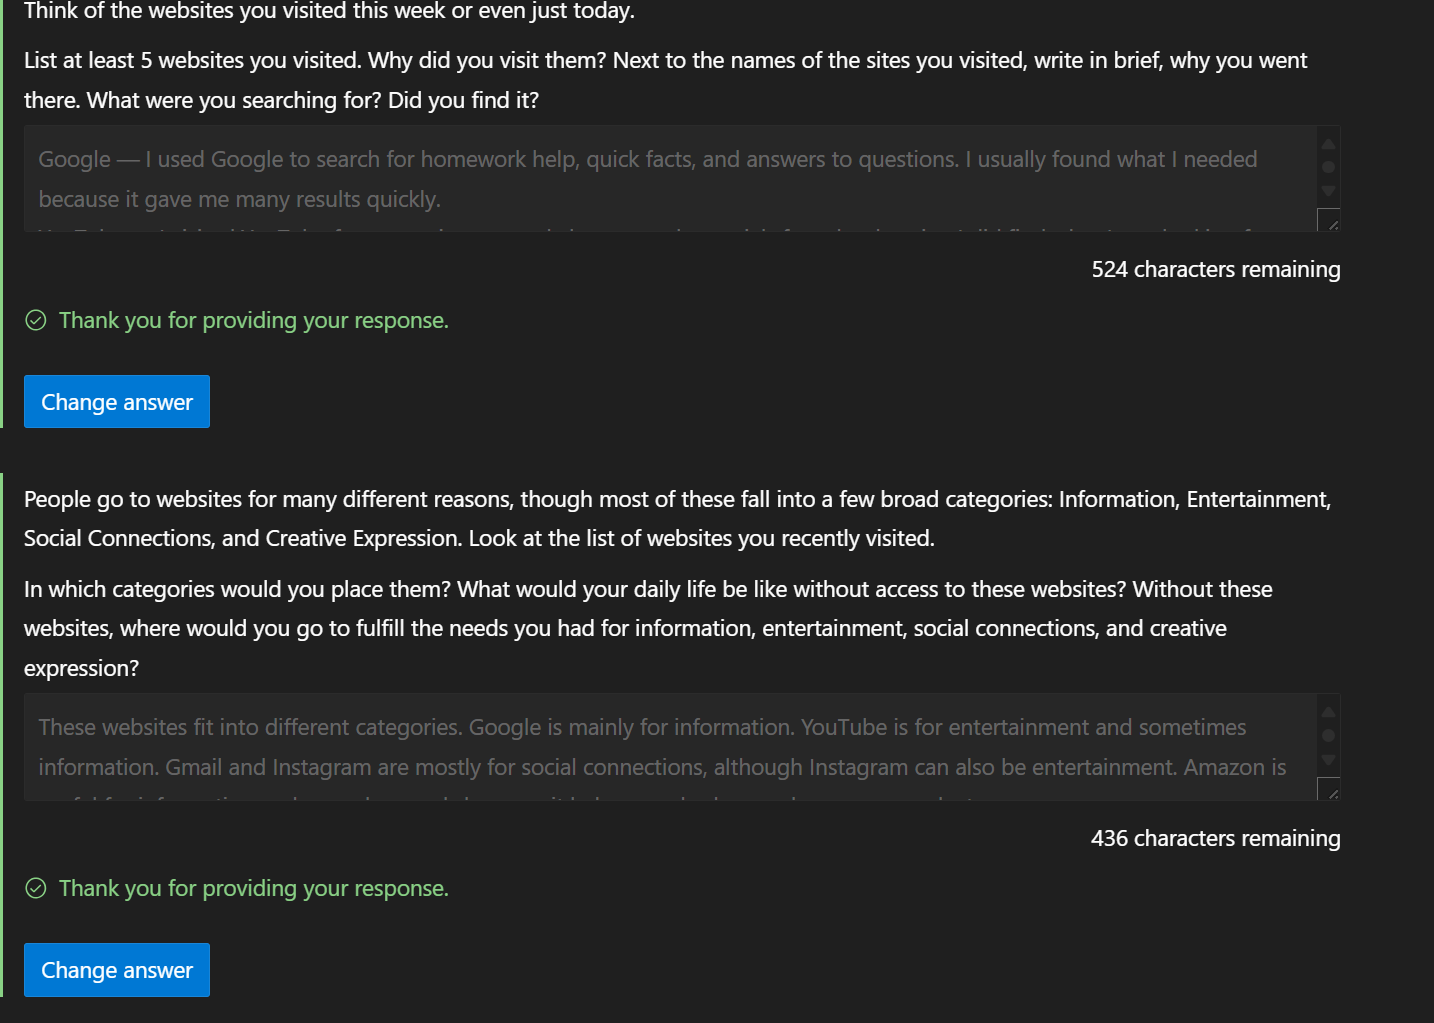 Think of the websites you visited this week or even just today.
List at least 5 websites you visited. Why did you visit them? Next to the names of the sites you visited, write in brief, why you went
there. What were you searching for? Did you find it?
Google — I used Google to search for homework help, quick facts, and answers to questions. I usually found what I needed
because it gave me many results quickly.
524 characters remaining
Thank you for providing your response.
Change answer
People go to websites for many different reasons, though most of these fall into a few broad categories: Information, Entertainment,
Social Connections, and Creative Expression. Look at the list of websites you recently visited.
In which categories would you place them? What would your daily life be like without access to these websites? Without these
websites, where would you go to fulfill the needs you had for information, entertainment, social connections, and creative
expression?
These websites fit into different categories. Google is mainly for information. YouTube is for entertainment and sometimes
information. Gmail and Instagram are mostly for social connections, although Instagram can also be entertainment. Amazon is
436 characters remaining
Thank you for providing your response.
Change answer